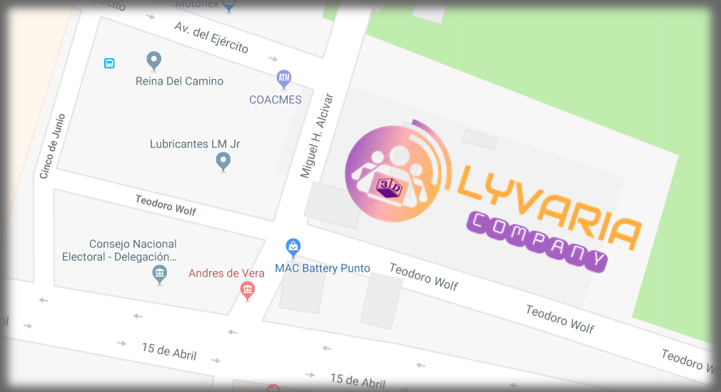 Motonex
Av. del Ejército
Reina Del Camino
ATM
COACMES
Cinco de Junio
Miguel H. Alcivar
Lubricantes LM Jr
3D
LYVARIA
COMPANY
Teodoro Wolf
Consejo Nacional
Electoral - Delegación...
Andres de Vera
MAC Battery Punto
Teodoro Wolf
Teodoro Wolf
Teodoro W
15 de Abril
15 de Abril